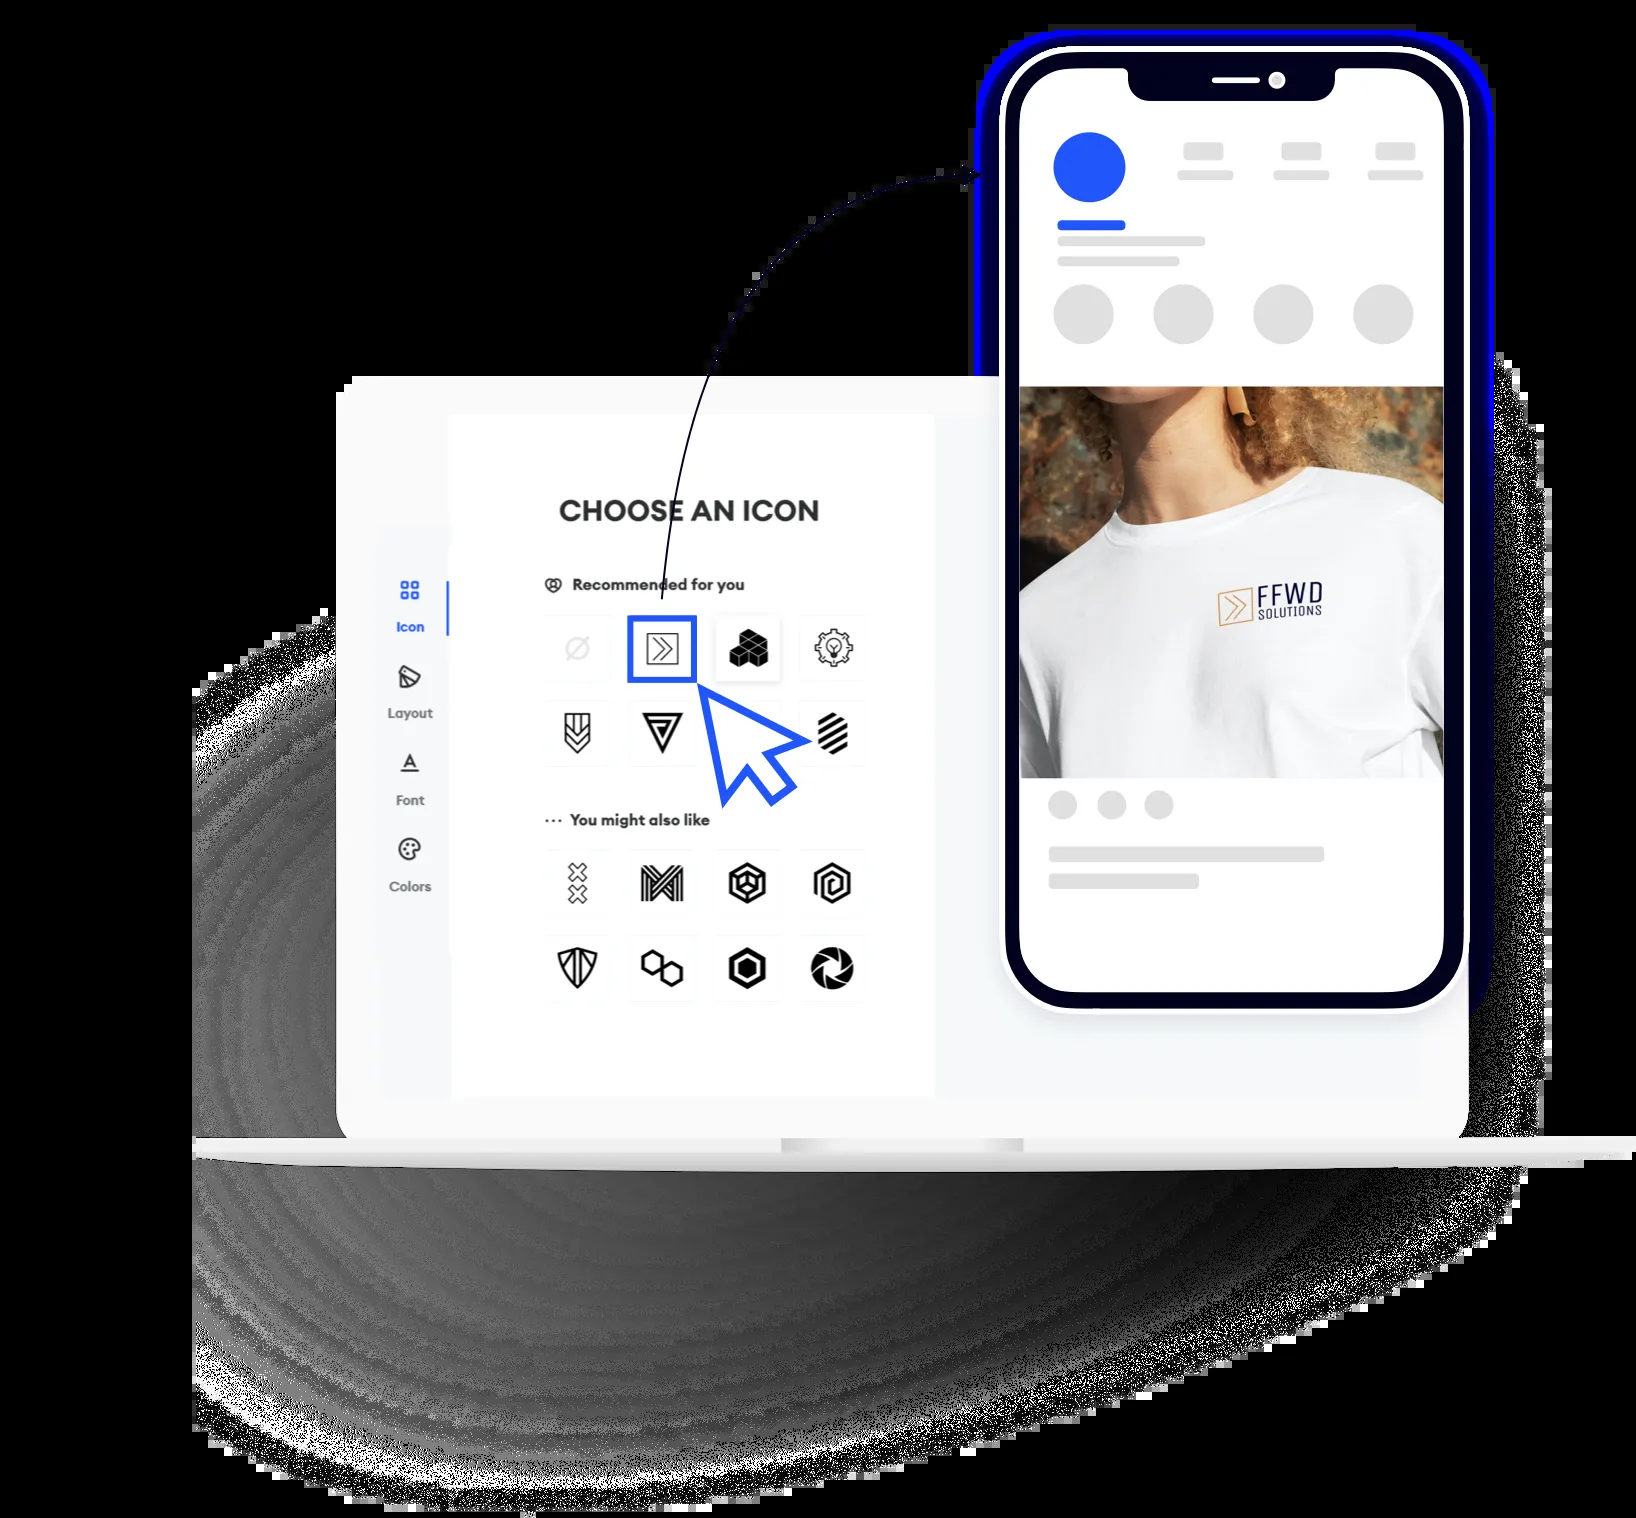 CHOOSE AN ICON
Recommended for you
Icon
Layout
Font
Colors
You might also like
FFWD
SOLUTIONS